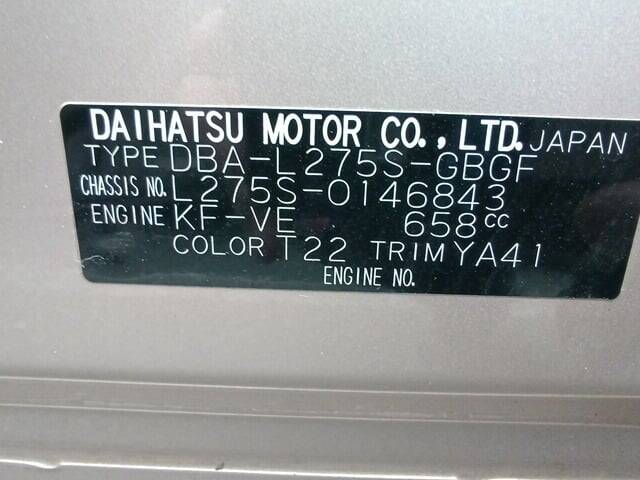 DAIHATSU MOTOR CO., LTD. JAPAN
TYPE DBA-L275S-GBGF
CHASSIS NO. L275S-0146843
ENGINE KF-VE 658cc
COLOR T22 TRIM YA41
ENGINE NO.